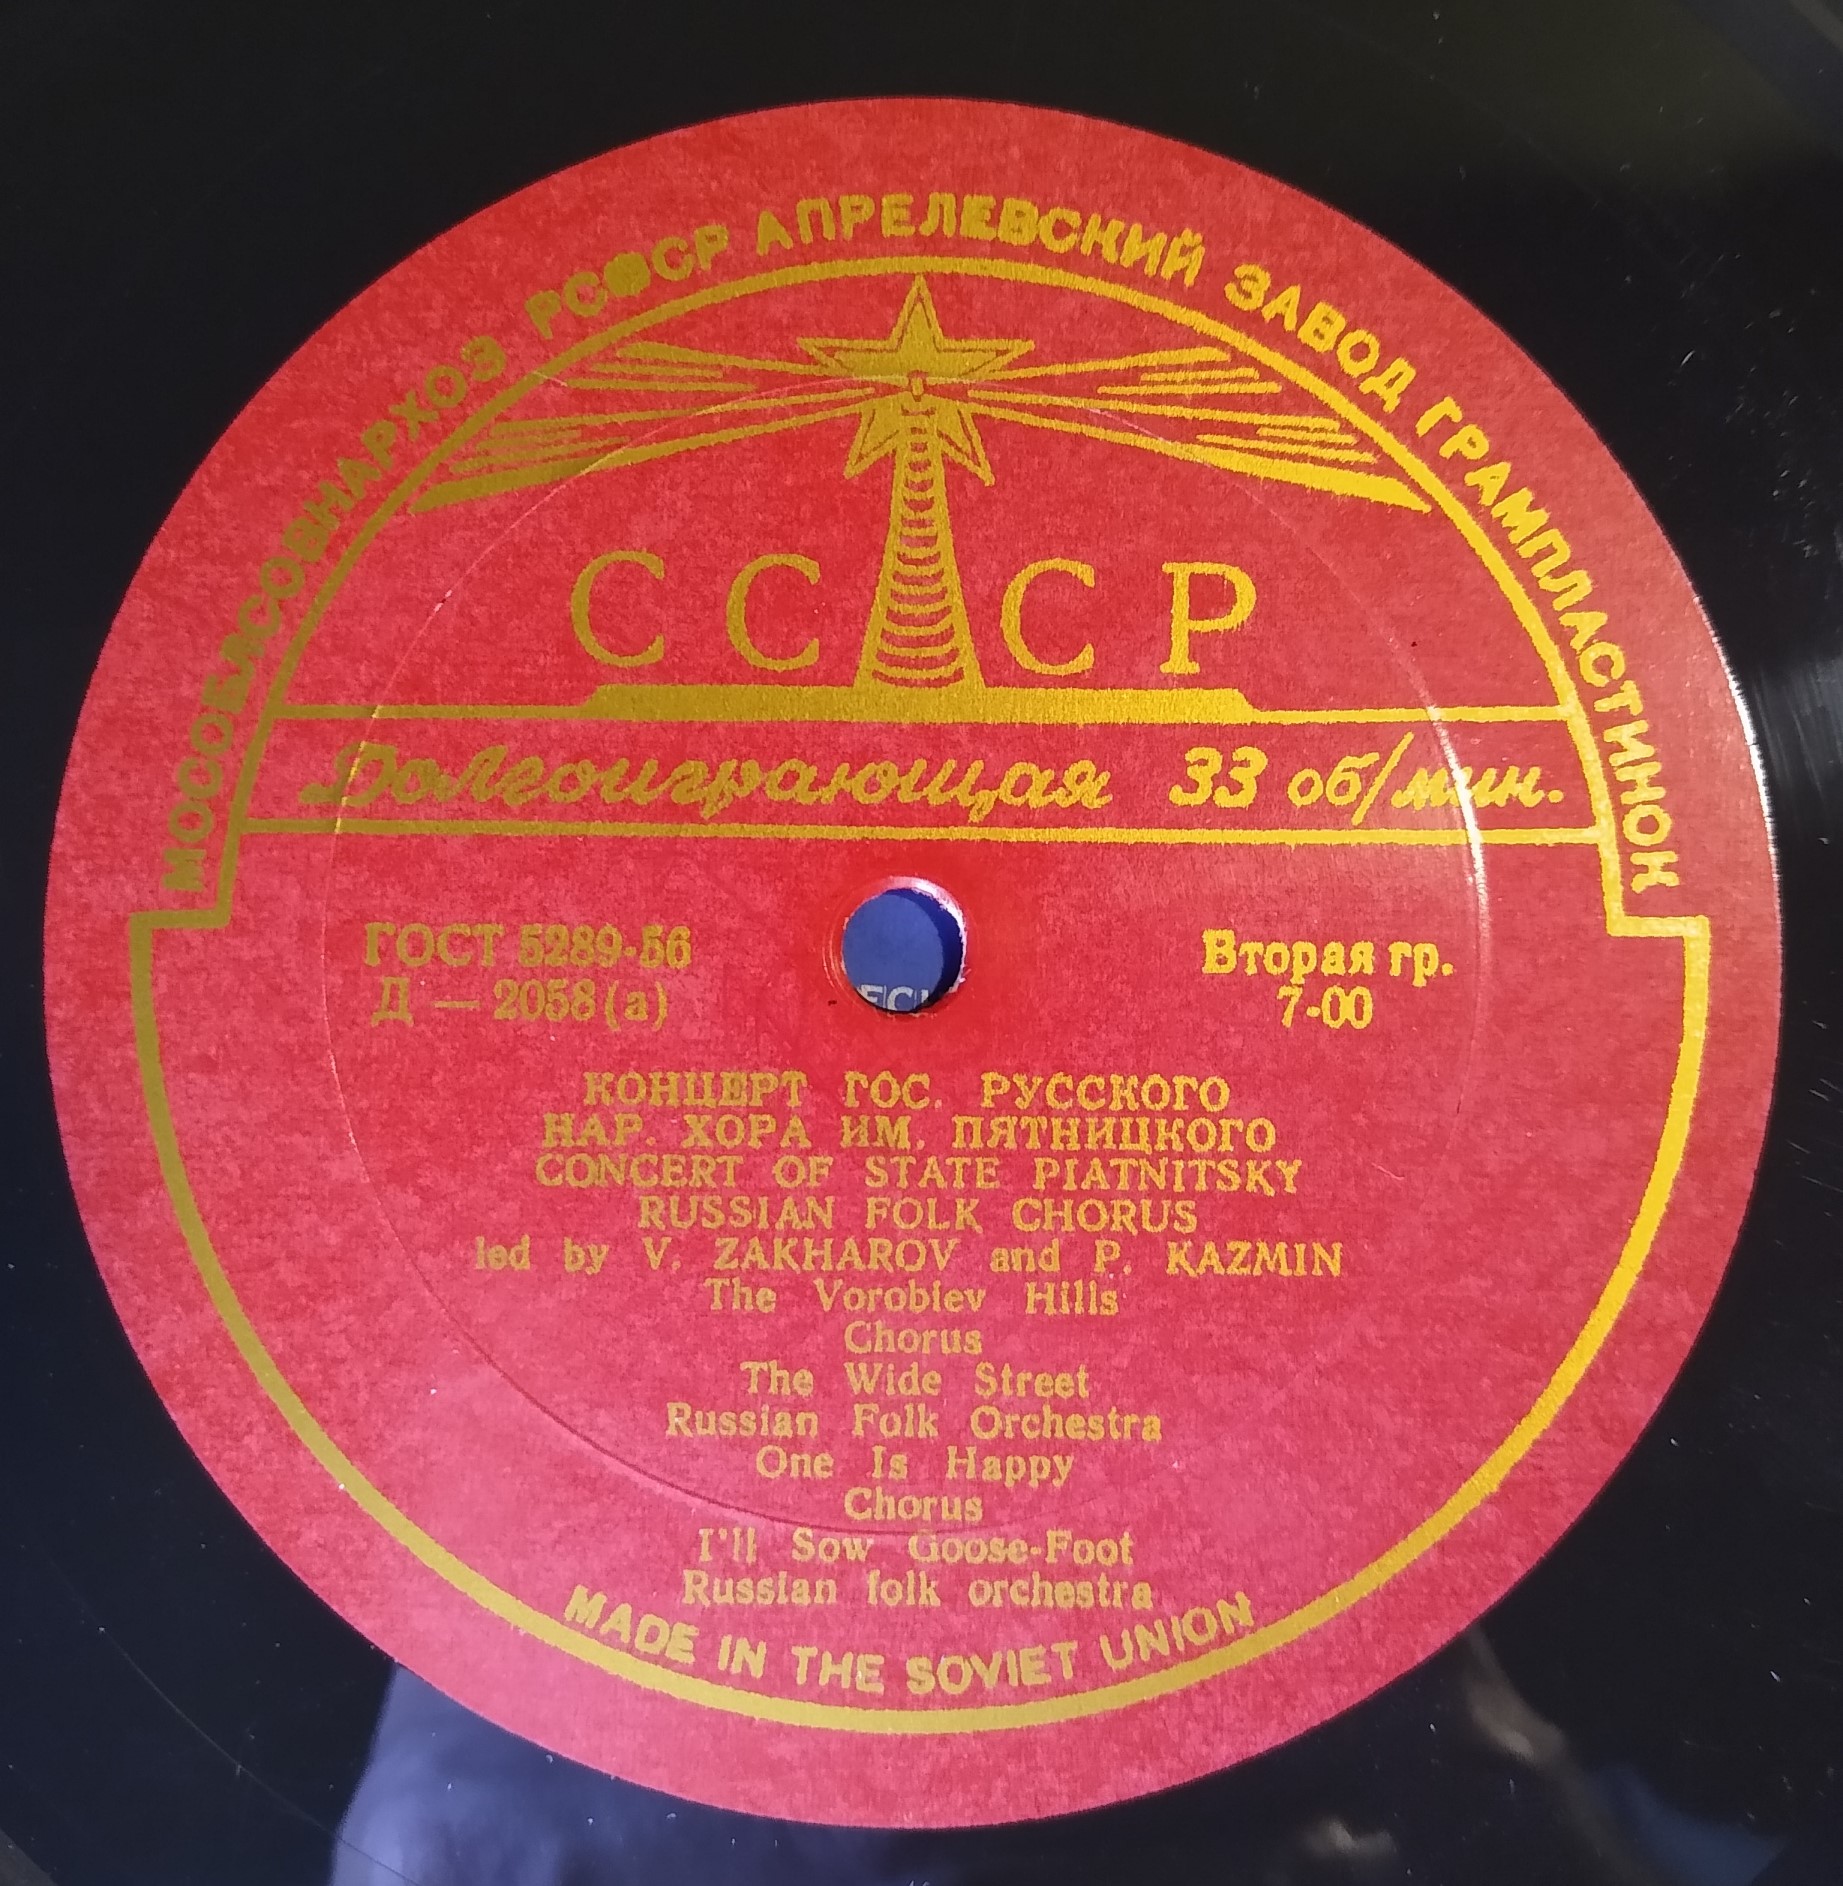 МОСОБЛСОВНАРХОЗ РСФСР АПРЕЛЕВСКИЙ ЗАВОД ГРАМПЛАСТИНОК
СССР
Долгоиграющая 33 об/мин.
ГОСТ 5289-56
Д — 2058 (а)
Вторая гр.
7-00
КОНЦЕРТ ГОС. РУССКОГО
НАР. ХОРА ИМ. ПЯТНИЦКОГО
CONCERT OF STATE PIATNITSKY
RUSSIAN FOLK CHORUS
led by V. ZAKHAROV and P. KAZMIN
The Vorobiev Hills
Chorus
The Wide Street
Russian Folk Orchestra
One Is Happy
Chorus
I'll Sow Goose-Foot
Russian folk orchestra
MADE IN THE SOVIET UNION